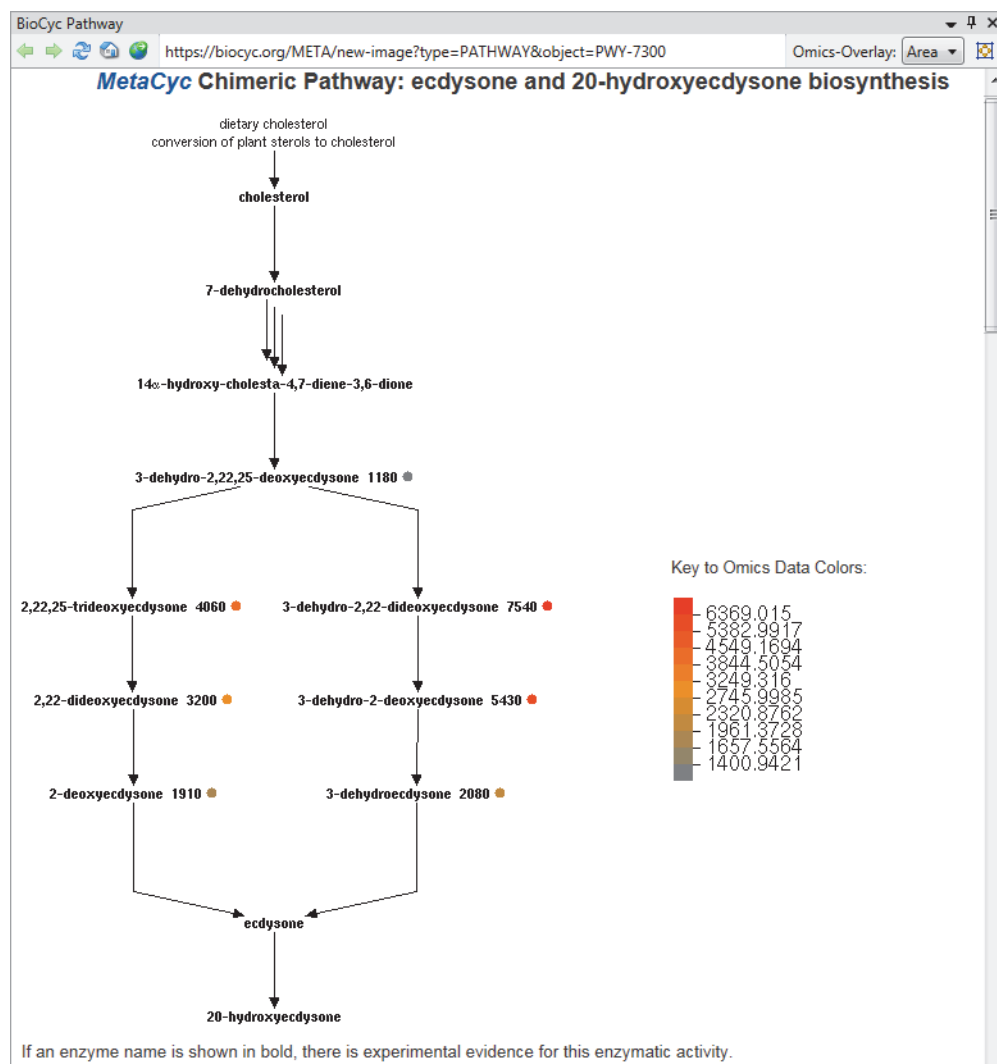 BioCyc Pathway
https://biocyc.org/META/new-image?type=PATHWAY&object=PWY-7300 Omics-Overlay: Area
MetaCyc Chimeric Pathway: ecdysone and 20-hydroxyecdysone biosynthesis
dietary cholesterol
conversion of plant sterols to cholesterol
cholesterol
7-dehydrocholesterol
14α-hydroxy-cholesta-4,7-diene-3,6-dione
3-dehydro-2,22,25-deoxyecdysone 1180
2,22,25-trideoxyecdysone 4060
3-dehydro-2,22-dideoxyecdysone 7540
2,22-dideoxyecdysone 3200
3-dehydro-2-deoxyecdysone 5430
2-deoxyecdysone 1910
3-dehydroecdysone 2080
ecdysone
20-hydroxyecdysone
Key to Omics Data Colors:
6369.015
5382.9917
4549.1694
3844.5054
3249.316
2745.9985
2320.8762
1961.3728
1657.5564
1400.9421
If an enzyme name is shown in bold, there is experimental evidence for this enzymatic activity.